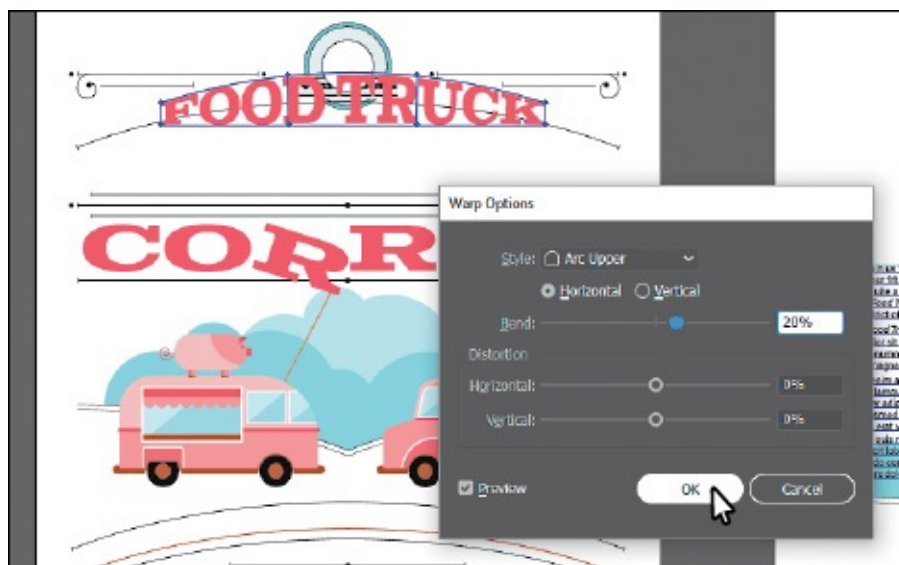 FOOD TRUCK
CORR
Warp Options
Style: Arc Upper
Horizontal Vertical
Bend: 20%
Distortion
Horizontal: 0%
Vertical: 0%
Preview OK Cancel